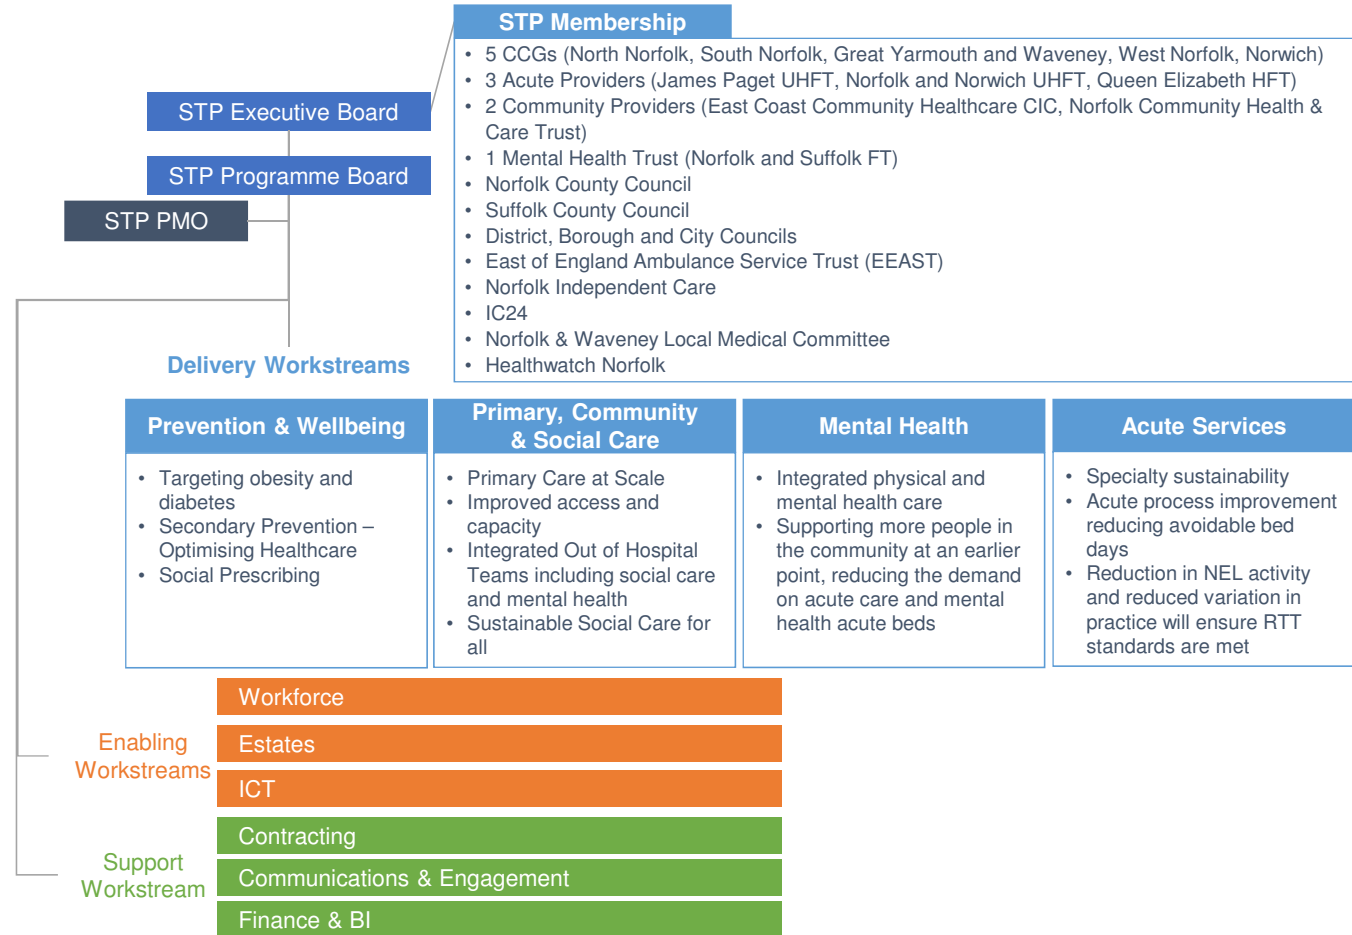 STP Membership
• 5 CCGs (North Norfolk, South Norfolk, Great Yarmouth and Waveney, West Norfolk, Norwich)
• 3 Acute Providers (James Paget UHFT, Norfolk and Norwich UHFT, Queen Elizabeth HFT)
• 2 Community Providers (East Coast Community Healthcare CIC, Norfolk Community Health &
Care Trust)
• 1 Mental Health Trust (Norfolk and Suffolk FT)
• Norfolk County Council
• Suffolk County Council
• District, Borough and City Councils
• East of England Ambulance Service Trust (EEAST)
• Norfolk Independent Care
• IC24
• Norfolk & Waveney Local Medical Committee
• Healthwatch Norfolk
STP Executive Board
STP Programme Board
STP PMO
Delivery Workstreams
Prevention & Wellbeing
• Targeting obesity and
diabetes
• Secondary Prevention –
Optimising Healthcare
• Social Prescribing
Primary, Community
& Social Care
• Primary Care at Scale
• Improved access and
capacity
• Integrated Out of Hospital
Teams including social care
and mental health
• Sustainable Social Care for
all
Mental Health
• Integrated physical and
mental health care
• Supporting more people in
the community at an earlier
point, reducing the demand
on acute care and mental
health acute beds
Acute Services
• Specialty sustainability
• Acute process improvement
reducing avoidable bed
days
• Reduction in NEL activity
and reduced variation in
practice will ensure RTT
standards are met
Enabling
Workstreams
Workforce
Estates
ICT
Support
Workstream
Contracting
Communications & Engagement
Finance & BI